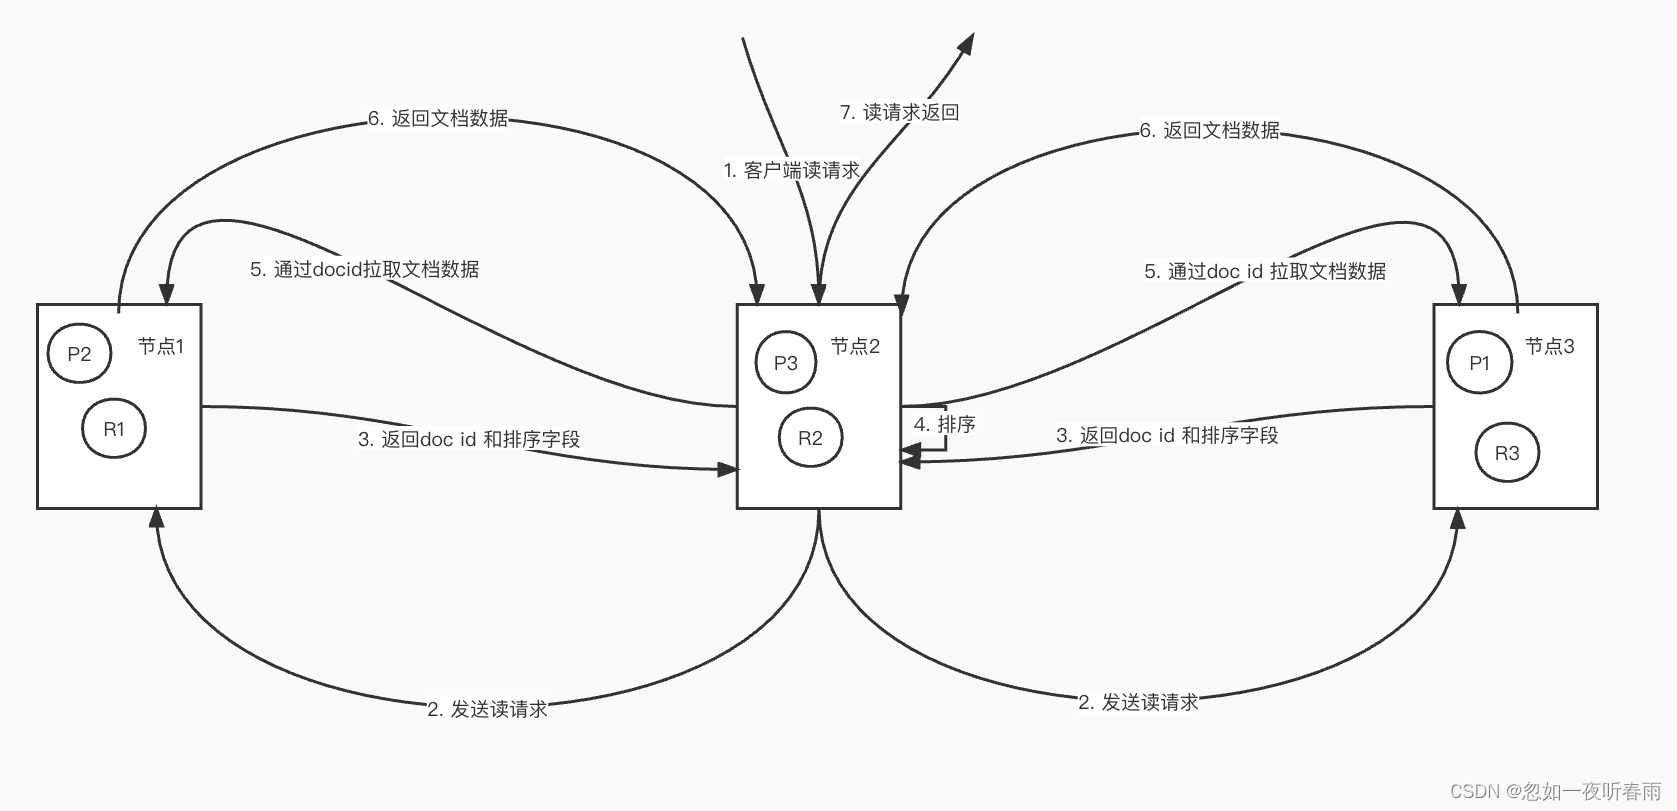 7. 读请求返回
6. 返回文档数据
6. 返回文档数据
1. 客户端读请求
5. 通过docid拉取文档数据
5. 通过doc id 拉取文档数据
P2
节点1
R1
P3
节点2
R2
P1
节点3
R3
4. 排序
3. 返回doc id 和排序字段
3. 返回doc id 和排序字段
2. 发送读请求
2. 发送读请求
CSDN @忽如一夜听春雨